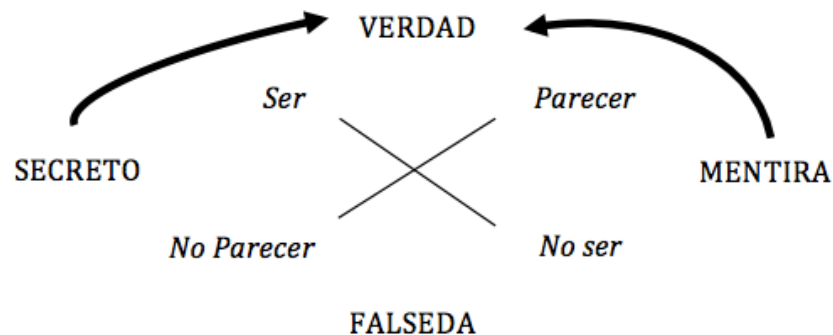 VERDAD
Ser Parecer
SECRETO MENTIRA
No Parecer No ser
FALSEDA